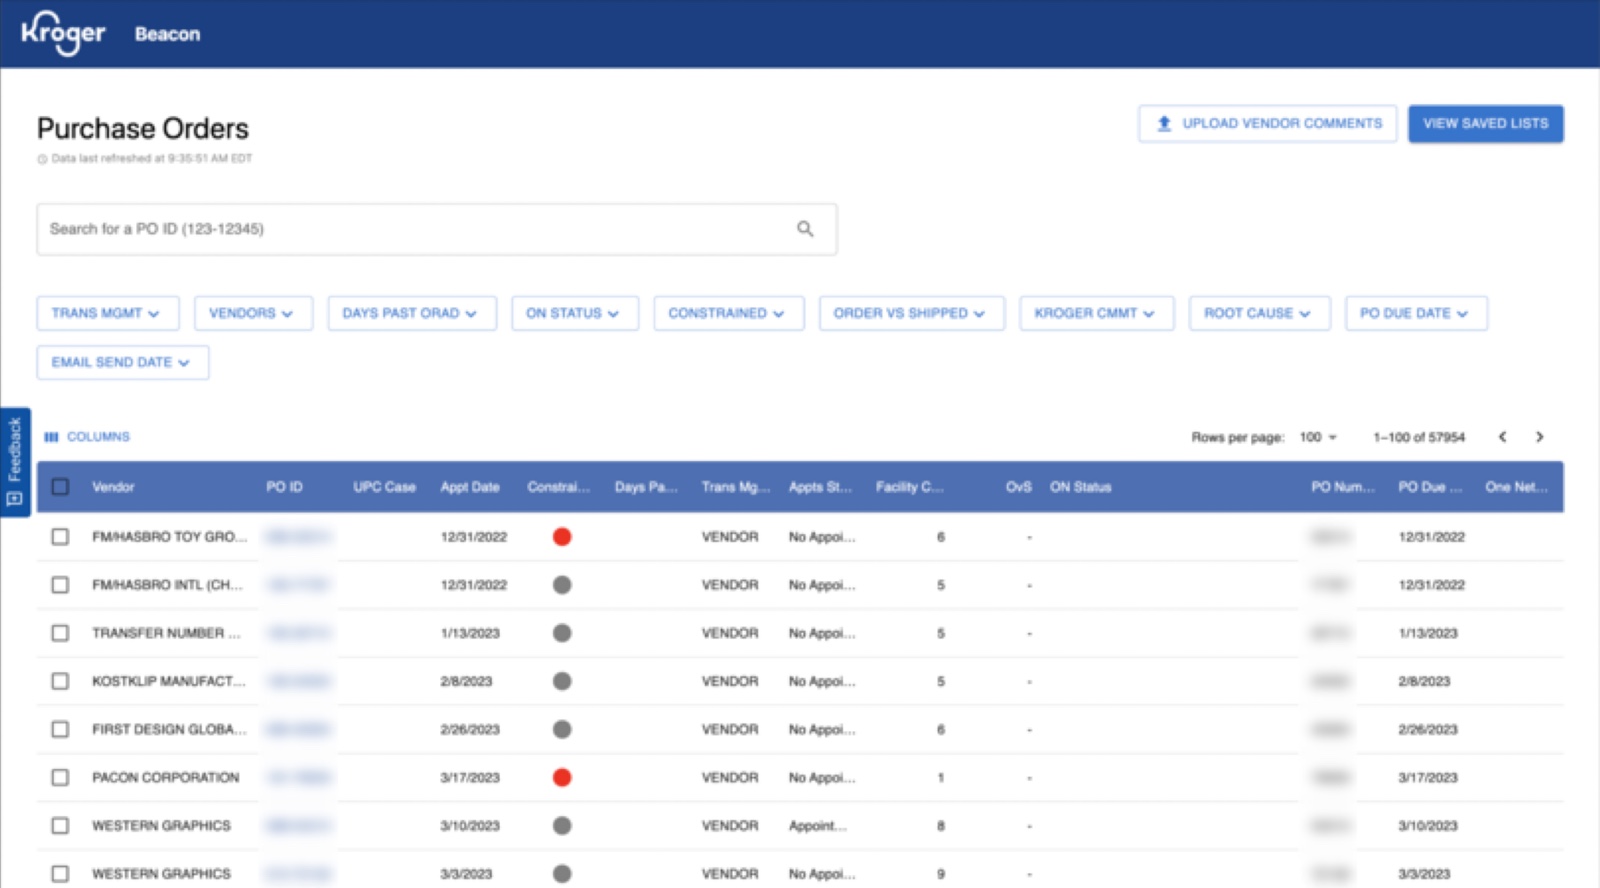 Kroger Beacon
Purchase Orders
UPLOAD VENDOR COMMENTS VIEW SAVED LISTS
Data last refreshed at 9:35:51 AM EDT
Search for a PO ID (123-12345)
TRANS MGMT VENDORS DAYS PAST ORAD ON STATUS CONSTRAINED ORDER VS SHIPPED KROGER CMMT ROOT CAUSE PO DUE DATE
EMAIL SEND DATE
Feedback
COLUMNS Rows per page: 100 1–100 of 57954
Vendor PO ID UPC Case Appt Date Constrai... Days Pa... Trans Mg... Appts St... Facility C... OvS ON Status PO Num... PO Due ... One Net...
FM/HASBRO TOY GRO... 12/31/2022 VENDOR No Appoi... 6 - 12/31/2022
FM/HASBRO INTL (CH... 12/31/2022 VENDOR No Appoi... 5 - 12/31/2022
TRANSFER NUMBER ... 1/13/2023 VENDOR No Appoi... 5 - 1/13/2023
KOSTKLIP MANUFACT... 2/8/2023 VENDOR No Appoi... 5 - 2/8/2023
FIRST DESIGN GLOBA... 2/26/2023 VENDOR No Appoi... 6 - 2/26/2023
PACON CORPORATION 3/17/2023 VENDOR No Appoi... 1 - 3/17/2023
WESTERN GRAPHICS 3/10/2023 VENDOR Appoint... 8 - 3/10/2023
WESTERN GRAPHICS 3/3/2023 VENDOR No Appoi... 9 - 3/3/2023